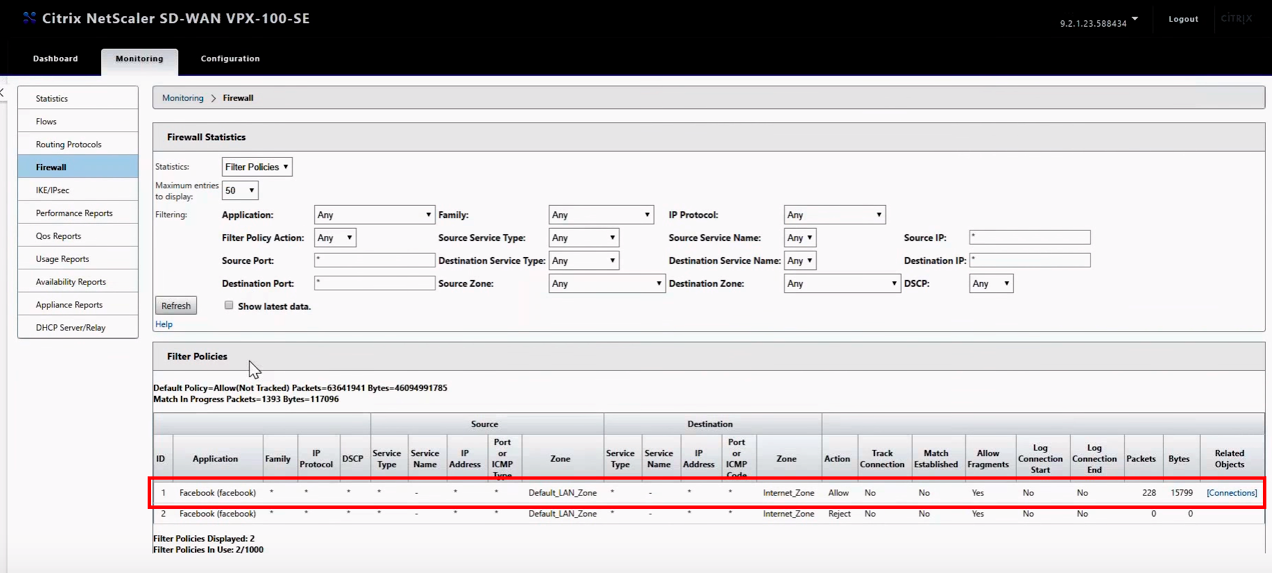 Citrix NetScaler SD-WAN VPX-100-SE
9.2.1.23.588434
Logout
CİTRİX
Dashboard
Monitoring
Configuration
Statistics
Flows
Routing Protocols
Firewall
IKE/IPsec
Performance Reports
Qos Reports
Usage Reports
Availability Reports
Appliance Reports
DHCP Server/Relay
Monitoring > Firewall
Firewall Statistics
Statistics: Filter Policies
Maximum entries
to display: 50
Filtering: Application: Any Family: Any IP Protocol: Any
Filter Policy Action: Any Source Service Type: Any Source Service Name: Any Source IP: *
Source Port: * Destination Service Type: Any Destination Service Name: Any Destination IP: *
Destination Port: * Source Zone: Any Destination Zone: Any DSCP: Any
Refresh Show latest data.
Help
Filter Policies
Default Policy=Allow(Not Tracked) Packets=63641941 Bytes=46094991785
Match In Progress Packets=1393 Bytes=117096
Source Destination
ID Application Family IP Protocol DSCP Service Type Service Name IP Address Port or ICMP Type Zone Service Type Service Name IP Address Port or ICMP Code Zone Action Track Connection Match Established Allow Fragments Log Connection Start Log Connection End Packets Bytes Related Objects
1 Facebook (facebook) * * * * - * * Default_LAN_Zone * - * * Internet_Zone Allow No No Yes No No 228 15799 [Connections]
2 Facebook (facebook) * * * * - * * Default_LAN_Zone * - * * Internet_Zone Reject No No Yes No No 0 0
Filter Policies Displayed: 2
Filter Policies In Use: 2/1000